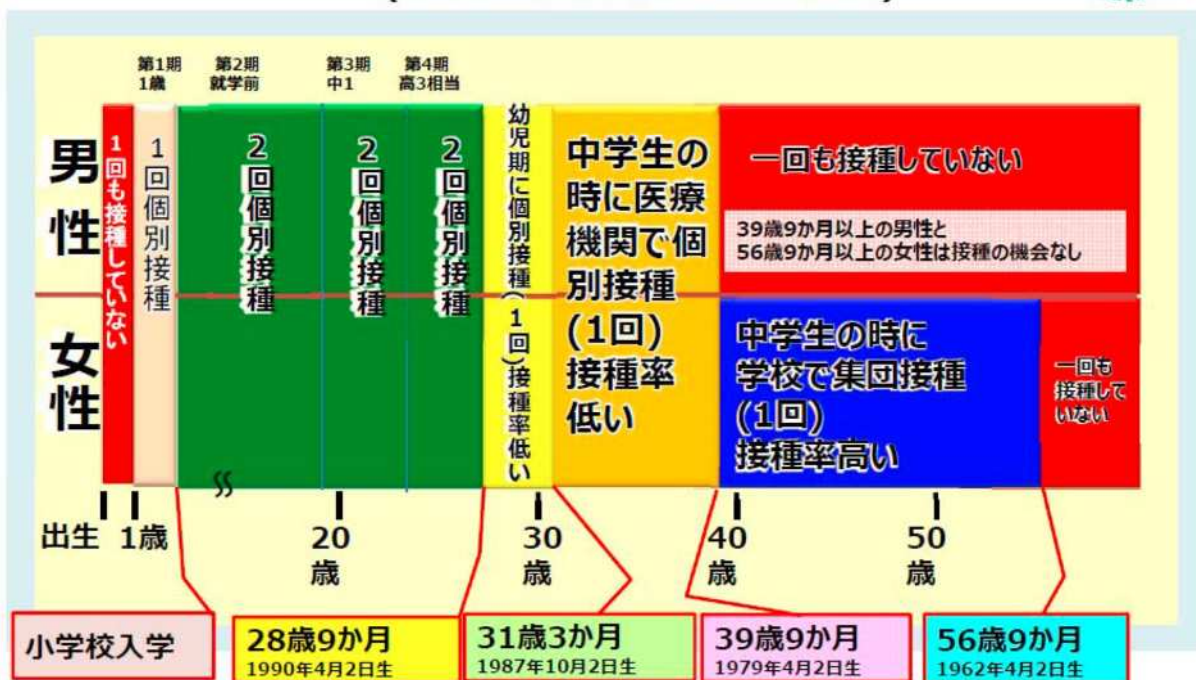 第1期
1歳
第2期
就学前
第3期
中1
第4期
高3相当
男性
女性
1回も接種していない
1回個別接種
2回個別接種
2回個別接種
2回個別接種
幼児期に個別接種(1回)接種率低い
中学生の
時に医療
機関で個
別接種
(1回)
接種率
低い
一回も接種していない
39歳9か月以上の男性と
56歳9か月以上の女性は接種の機会なし
中学生の時に
学校で集団接種
(1回)
接種率高い
一回も
接種して
いない
出生
1歳
20
歳
30
歳
40
歳
50
歳
小学校入学
28歳9か月
1990年4月2日生
31歳3か月
1987年10月2日生
39歳9か月
1979年4月2日生
56歳9か月
1962年4月2日生